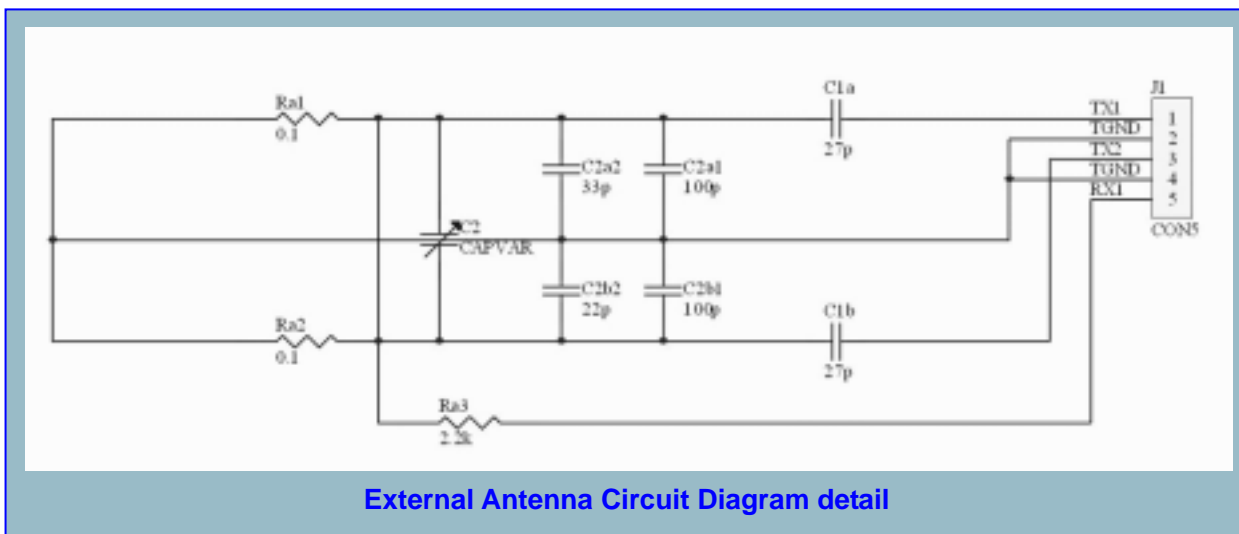 C1a
J1
Ra1
TX1
1
0.1
TGND
2
27p
TX2
3
C2a2
C2a1
TGND
4
33p
100p
RX1
5
C2
CAPVAR
CON5
C2b2
C2b1
22p
100p
C1b
Ra2
0.1
27p
Ra3
2.2k
External Antenna Circuit Diagram detail